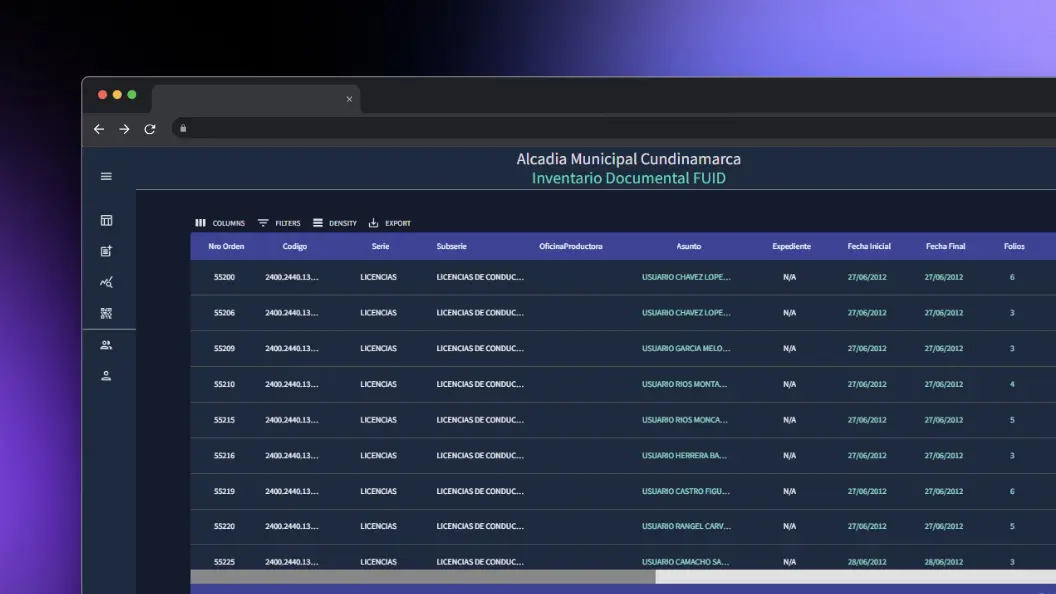 Alcadia Municipal Cundinamarca
Inventario Documental FUID
COLUMNS FILTERS DENSITY EXPORT
Nro Orden Codigo Serie Subserie OficinaProductora Asunto Expediente Fecha Inicial Fecha Final Folios
55200 2400.2440.13... LICENCIAS LICENCIAS DE CONDUC... USUARIO CHAVEZ LOPE... N/A 27/06/2012 27/06/2012 6
55206 2400.2440.13... LICENCIAS LICENCIAS DE CONDUC... USUARIO CHAVEZ LOPE... N/A 27/06/2012 27/06/2012 3
55209 2400.2440.13... LICENCIAS LICENCIAS DE CONDUC... USUARIO GARCIA MELO... N/A 27/06/2012 27/06/2012 3
55210 2400.2440.13... LICENCIAS LICENCIAS DE CONDUC... USUARIO RIOS MONTA... N/A 27/06/2012 27/06/2012 4
55215 2400.2440.13... LICENCIAS LICENCIAS DE CONDUC... USUARIO RIOS MONCA... N/A 27/06/2012 27/06/2012 5
55216 2400.2440.13... LICENCIAS LICENCIAS DE CONDUC... USUARIO HERRERA BA... N/A 27/06/2012 27/06/2012 3
55219 2400.2440.13... LICENCIAS LICENCIAS DE CONDUC... USUARIO CASTRO FIGU... N/A 27/06/2012 27/06/2012 6
55220 2400.2440.13... LICENCIAS LICENCIAS DE CONDUC... USUARIO RANGEL CARV... N/A 27/06/2012 27/06/2012 5
55225 2400.2440.13... LICENCIAS LICENCIAS DE CONDUC... USUARIO CAMACHO SA... N/A 28/06/2012 28/06/2012 3